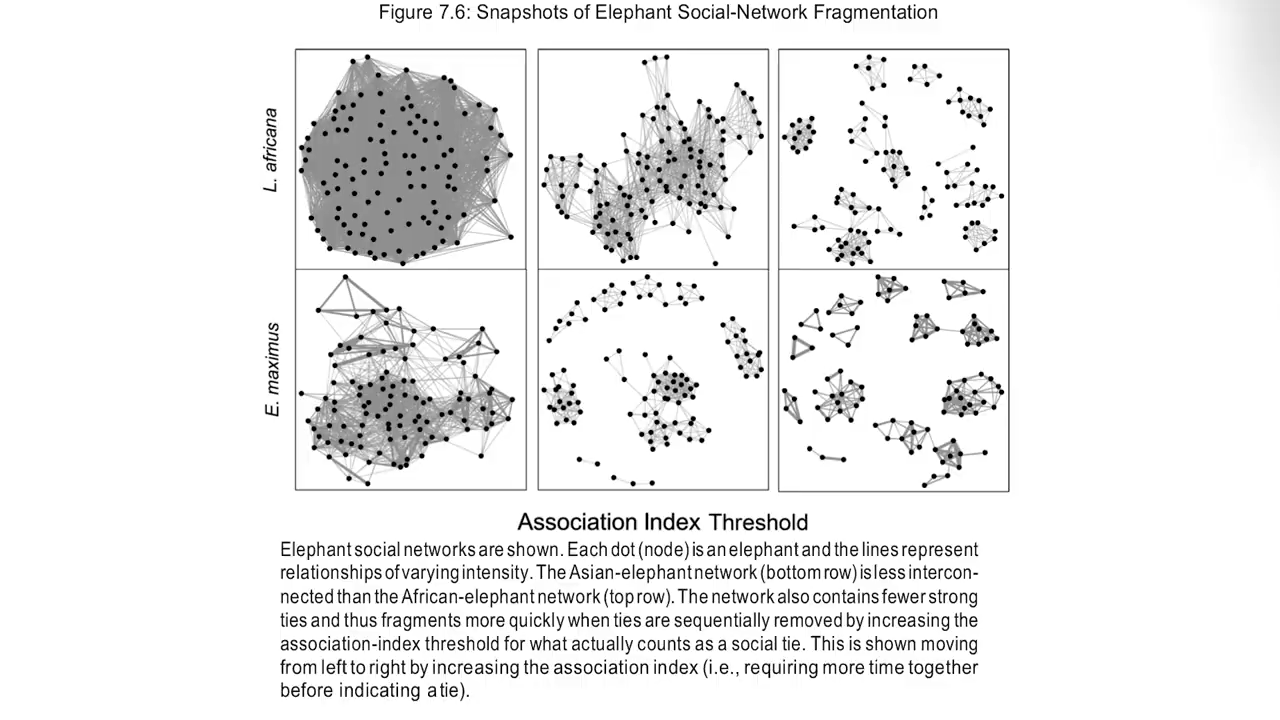 Figure 7.6: Snapshots of Elephant Social-Network Fragmentation
L. africana
E. maximus
Association Index Threshold
Elephant social networks are shown. Each dot (node) is an elephant and the lines represent
relationships of varying intensity. The Asian-elephant network (bottom row) is less intercon-
nected than the African-elephant network (top row). The network also contains fewer strong
ties and thus fragments more quickly when ties are sequentially removed by increasing the
association-index threshold for what actually counts as a social tie. This is shown moving
from left to right by increasing the association index (i.e., requiring more time together
before indicating a tie).